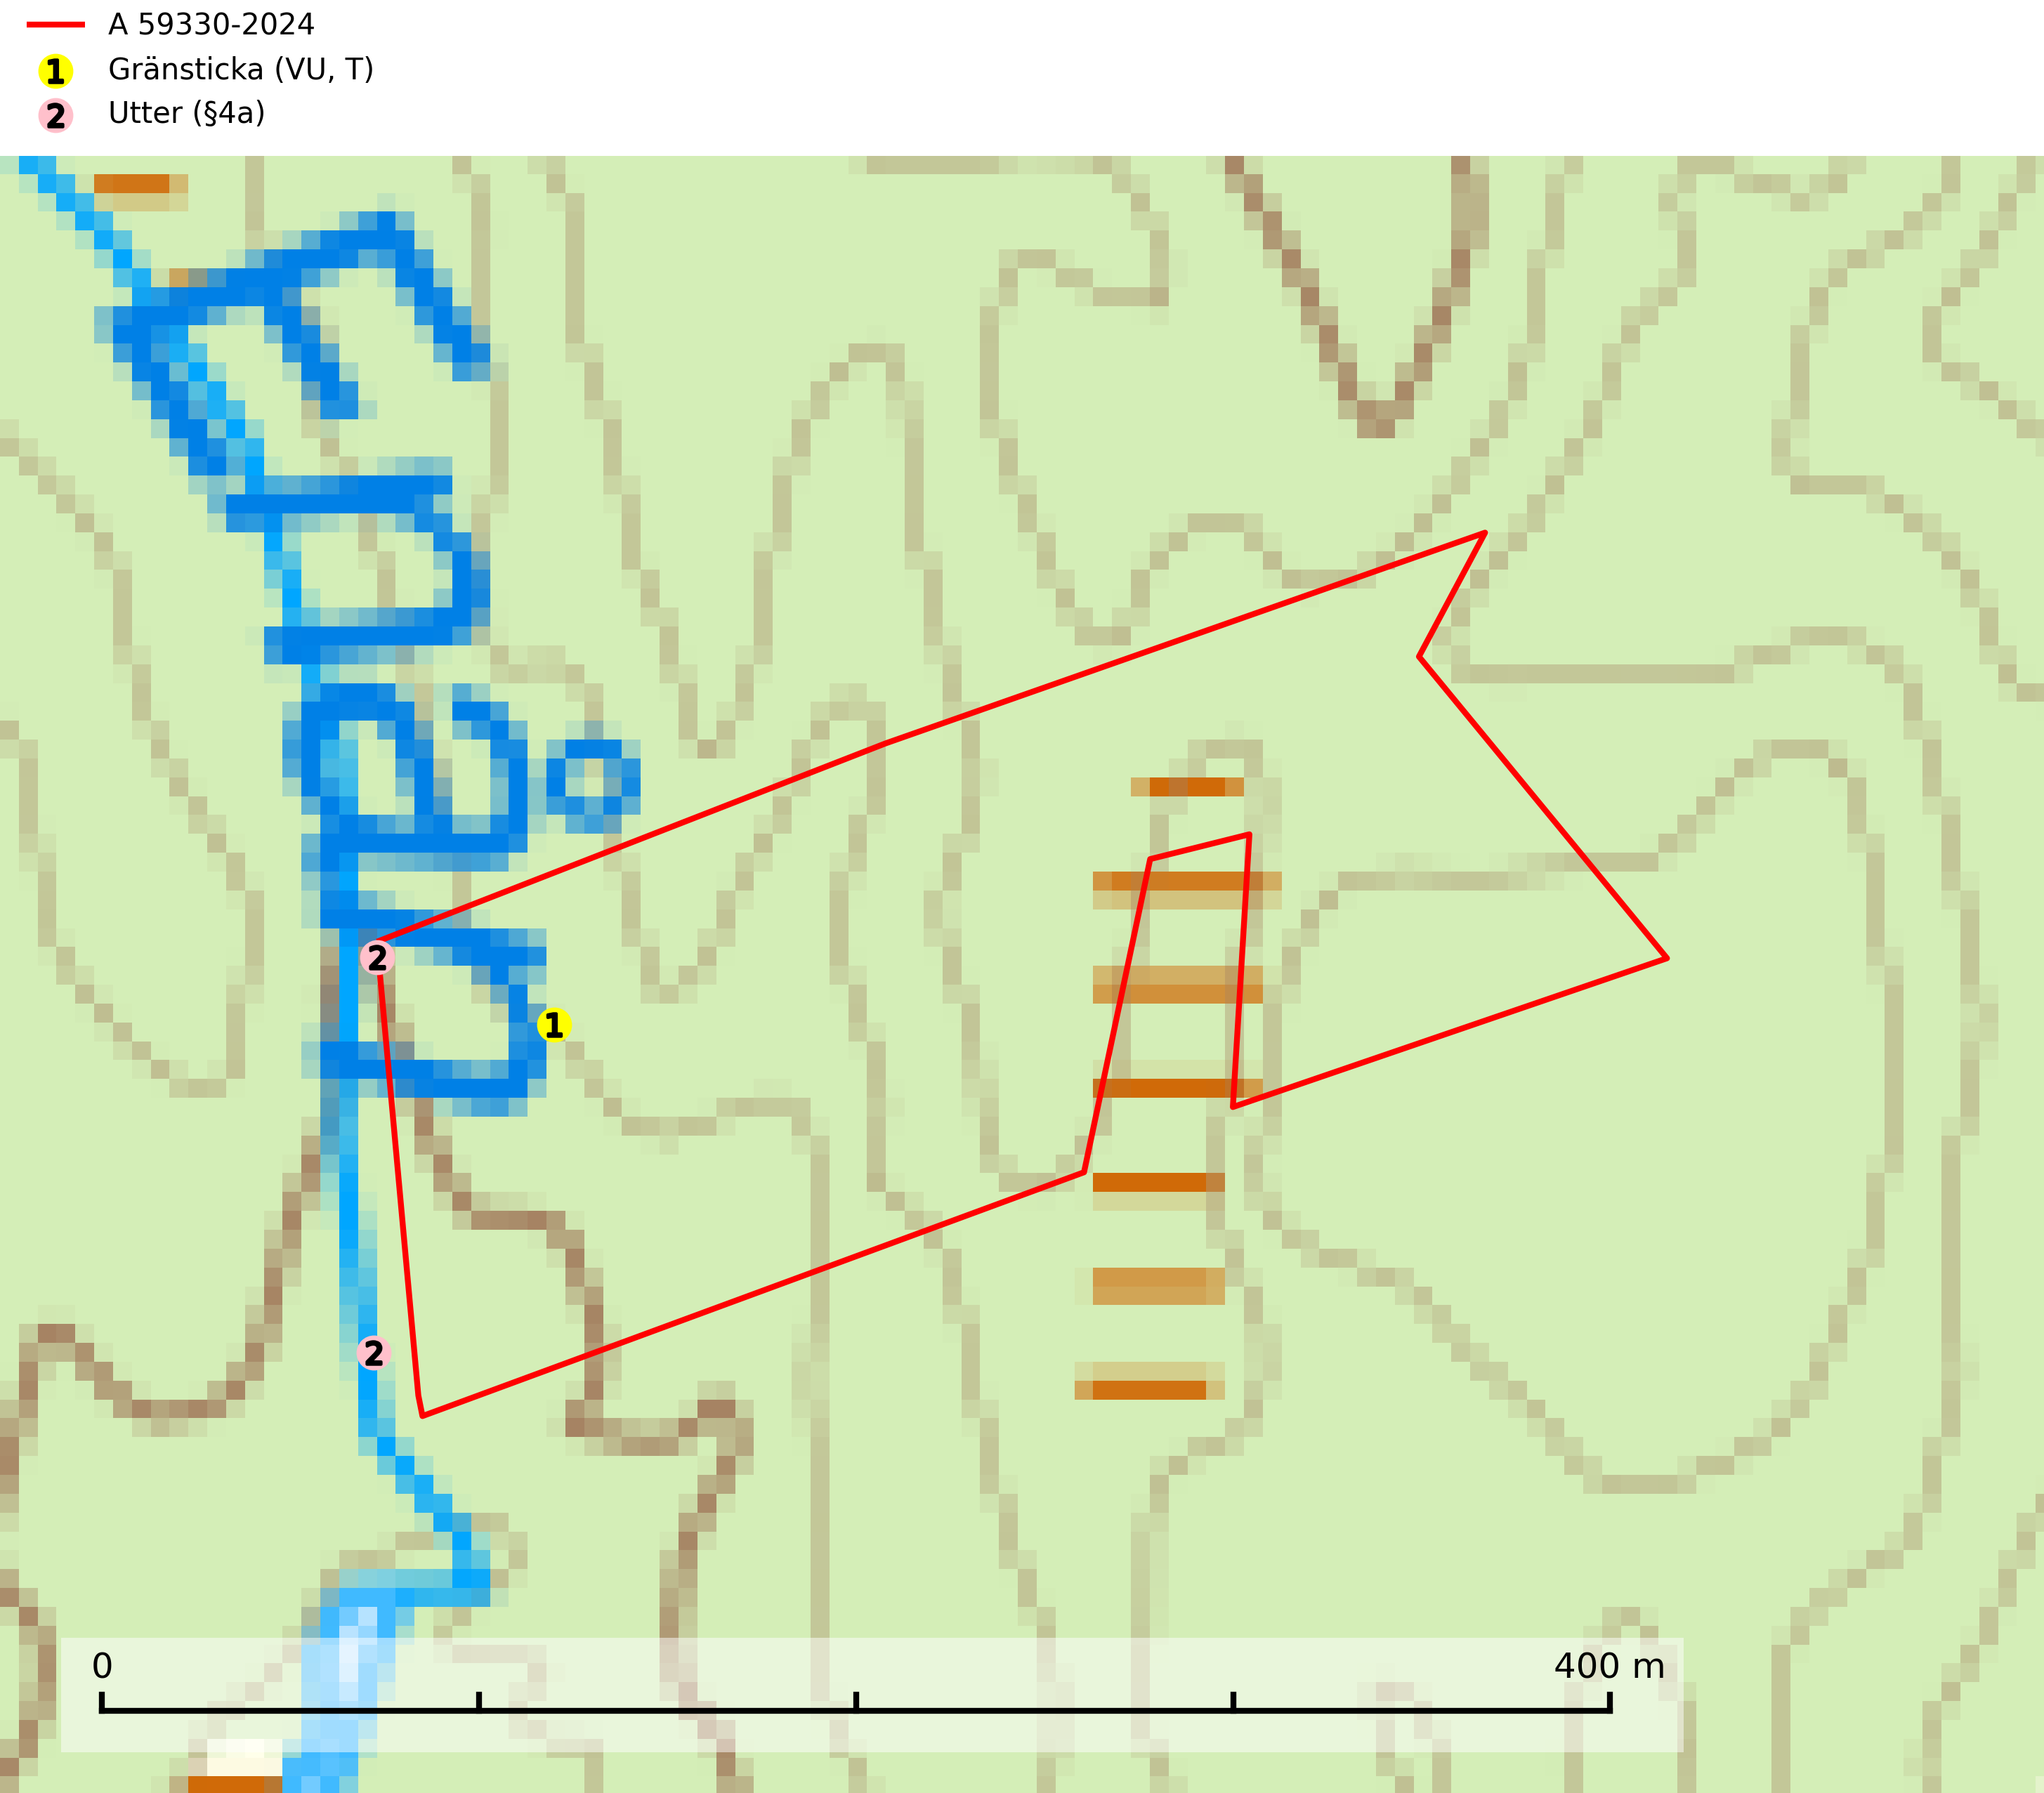 A 59330-2024
1 Gränsticka (VU, T)
2 Utter (§4a)
2
1
2
0 400 m